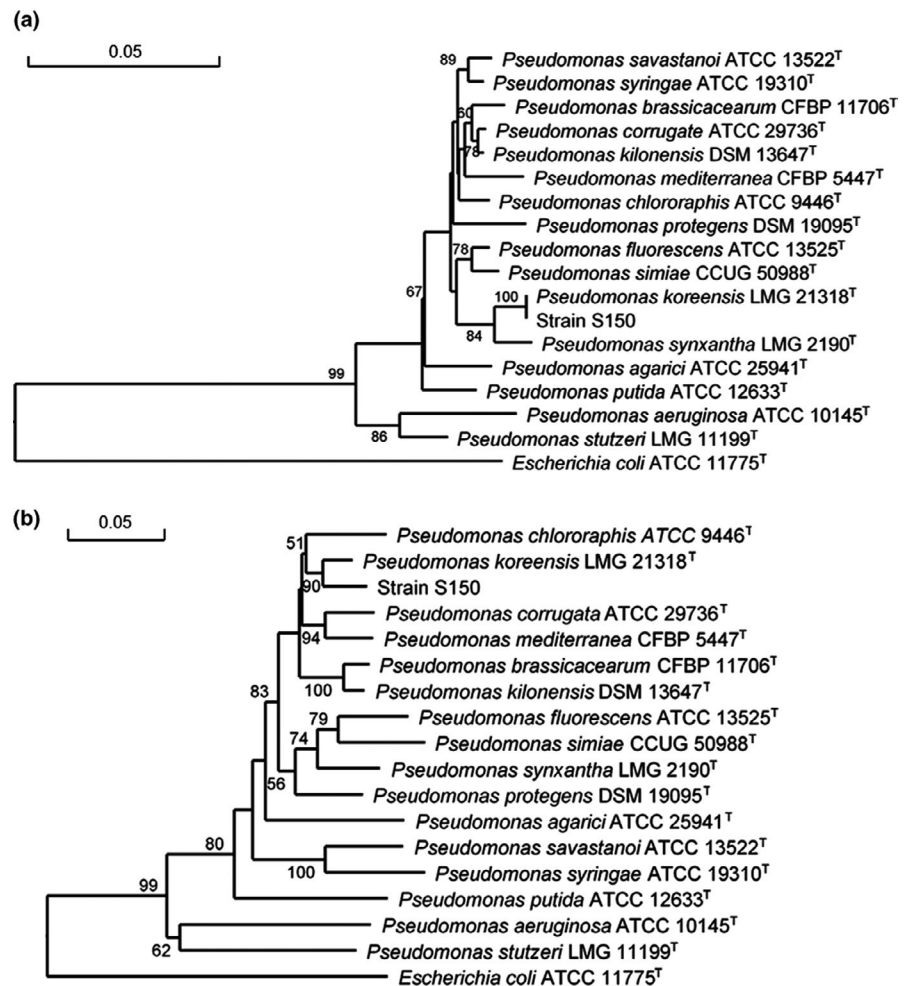 (a)
0.05
89
Pseudomonas savastanoi ATCC 13522ᵀ
Pseudomonas syringae ATCC 19310ᵀ
60
Pseudomonas brassicacearum CFBP 11706ᵀ
Pseudomonas corrugate ATCC 29736ᵀ
78
Pseudomonas kilonensis DSM 13647ᵀ
Pseudomonas mediterranea CFBP 5447ᵀ
Pseudomonas chlororaphis ATCC 9446ᵀ
Pseudomonas protegens DSM 19095ᵀ
78
Pseudomonas fluorescens ATCC 13525ᵀ
Pseudomonas simiae CCUG 50988ᵀ
67
100
Pseudomonas koreensis LMG 21318ᵀ
Strain S150
84
Pseudomonas synxantha LMG 2190ᵀ
Pseudomonas agarici ATCC 25941ᵀ
99
Pseudomonas putida ATCC 12633ᵀ
Pseudomonas aeruginosa ATCC 10145ᵀ
86
Pseudomonas stutzeri LMG 11199ᵀ
Escherichia coli ATCC 11775ᵀ
(b)
0.05
51
Pseudomonas chlororaphis ATCC 9446ᵀ
Pseudomonas koreensis LMG 21318ᵀ
90
Strain S150
Pseudomonas corrugata ATCC 29736ᵀ
94
Pseudomonas mediterranea CFBP 5447ᵀ
Pseudomonas brassicacearum CFBP 11706ᵀ
100
Pseudomonas kilonensis DSM 13647ᵀ
83
79
Pseudomonas fluorescens ATCC 13525ᵀ
74
Pseudomonas simiae CCUG 50988ᵀ
Pseudomonas synxantha LMG 2190ᵀ
56
Pseudomonas protegens DSM 19095ᵀ
Pseudomonas agarici ATCC 25941ᵀ
80
Pseudomonas savastanoi ATCC 13522ᵀ
100
Pseudomonas syringae ATCC 19310ᵀ
99
Pseudomonas putida ATCC 12633ᵀ
Pseudomonas aeruginosa ATCC 10145ᵀ
62
Pseudomonas stutzeri LMG 11199ᵀ
Escherichia coli ATCC 11775ᵀ